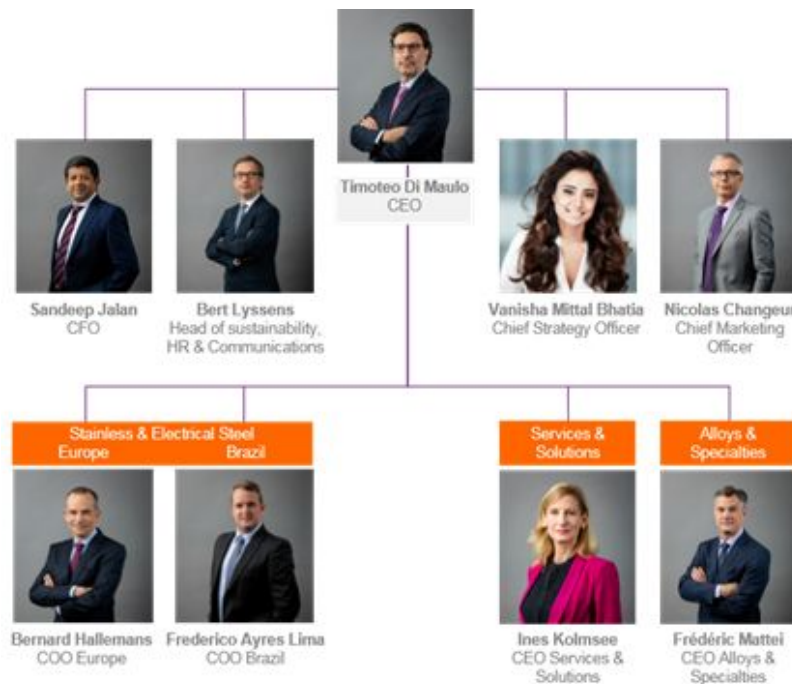 Timoteo Di Maulo
CEO
Sandeep Jalan
CFO
Bert Lyssens
Head of sustainability,
HR & Communications
Vanisha Mittal Bhatia
Chief Strategy Officer
Nicolas Changeur
Chief Marketing
Officer
Stainless & Electrical Steel
Europe
Brazil
Services &
Solutions
Alloys &
Specialties
Bernard Hallemans
COO Europe
Frederico Ayres Lima
COO Brazil
Ines Kolmsee
CEO Services &
Solutions
Frédéric Mattei
CEO Alloys &
Specialties